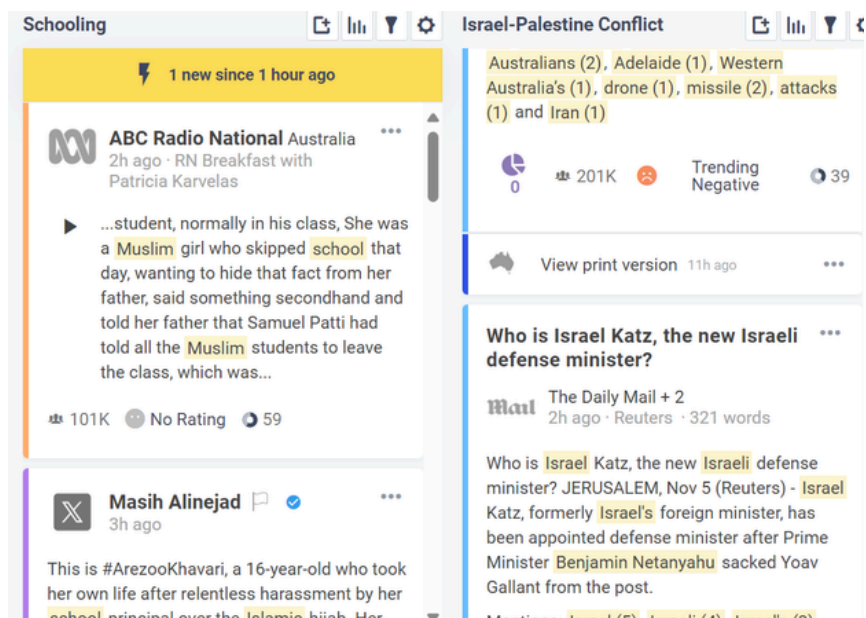 Schooling
1 new since 1 hour ago
ABC Radio National Australia
2h ago · RN Breakfast with
Patricia Karvelas
...student, normally in his class, She was
a Muslim girl who skipped school that
day, wanting to hide that fact from her
father, said something secondhand and
told her father that Samuel Patti had
told all the Muslim students to leave
the class, which was...
101K No Rating 59
Masih Alinejad
3h ago
This is #ArezooKhavari, a 16-year-old who took
her own life after relentless harassment by her
school principal over the Islamic hijab. Her
Israel-Palestine Conflict
Australians (2), Adelaide (1), Western
Australia's (1), drone (1), missile (2), attacks
(1) and Iran (1)
0 201K Trending Negative 39
View print version 11h ago
Who is Israel Katz, the new Israeli
defense minister?
Mail
The Daily Mail + 2
2h ago · Reuters · 321 words
Who is Israel Katz, the new Israeli defense
minister? JERUSALEM, Nov 5 (Reuters) - Israel
Katz, formerly Israel's foreign minister, has
been appointed defense minister after Prime
Minister Benjamin Netanyahu sacked Yoav
Gallant from the post.